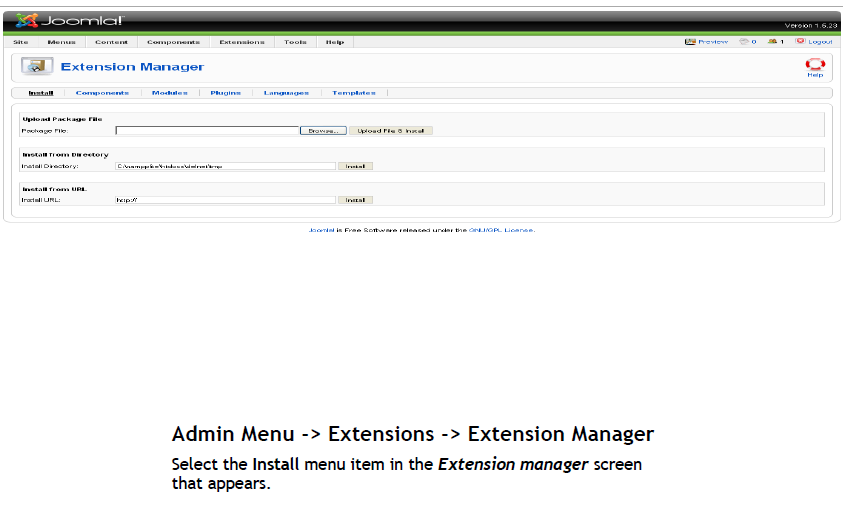 Joomla!
Version 1.5.23
Site Menus Content Components Extensions Tools Help Preview 0 1 Logout
Extension Manager
Help
Install Components Modules Plugins Languages Templates
Upload Package File
Package File: Browse... Upload File & Install
Install from Directory
Install Directory: Install
Install from URL
Install URL: http:// Install
Joomla! is Free Software released under the GNU/GPL License.
Admin Menu -> Extensions -> Extension Manager
Select the Install menu item in the Extension manager screen
that appears.